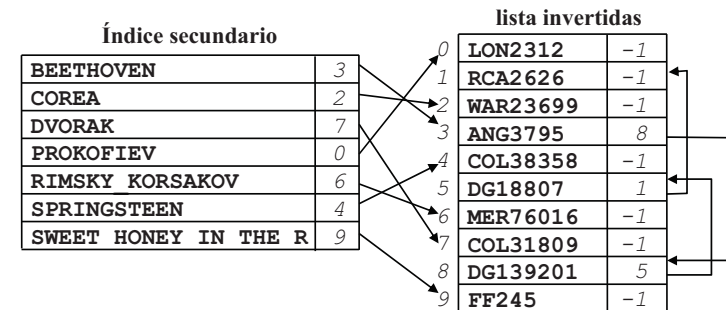 Índice secundario
BEETHOVEN 3
COREA 2
DVORAK 7
PROKOFIEV 0
RIMSKY_KORSAKOV 6
SPRINGSTEEN 4
SWEET HONEY IN THE R 9
lista invertidas
0 LON2312 -1
1 RCA2626 -1
2 WAR23699 -1
3 ANG3795 8
4 COL38358 -1
5 DG18807 1
6 MER76016 -1
7 COL31809 -1
8 DG139201 5
9 FF245 -1